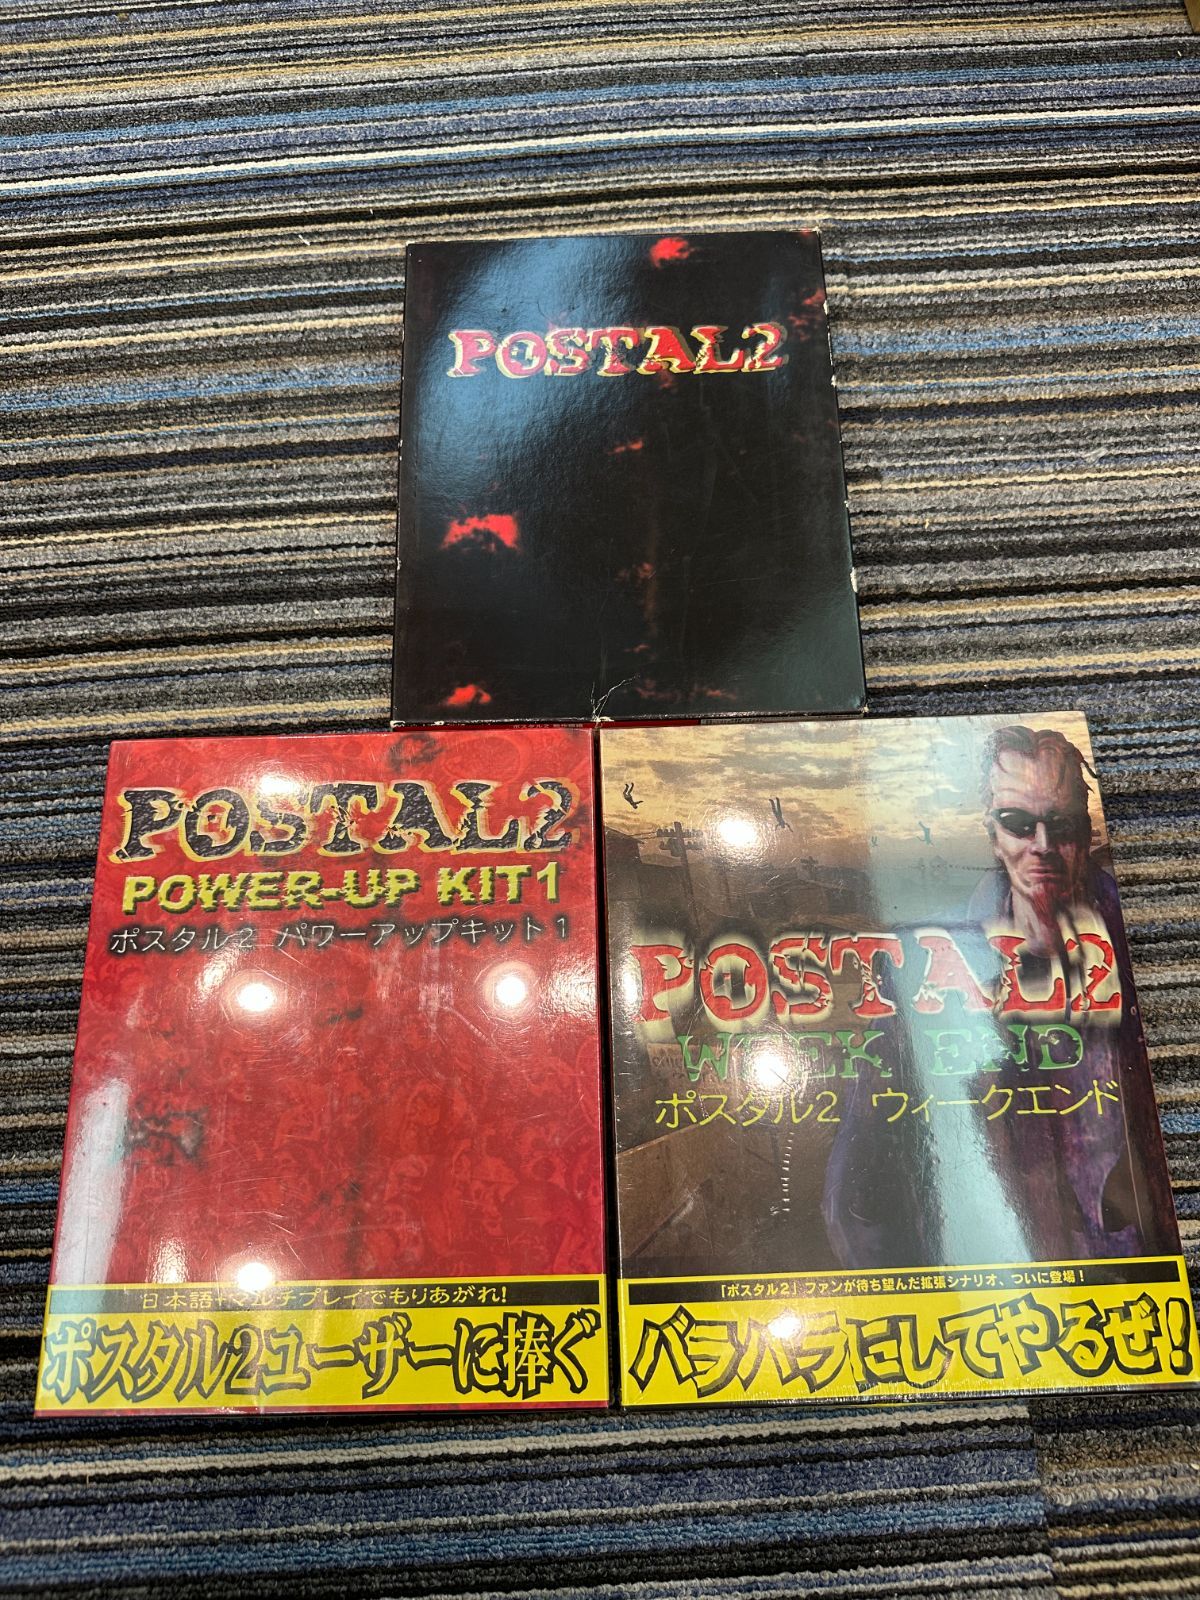 POSTAL2
POSTAL2
POWER-UP KIT 1
ポスタル2 パワーアップキット1
日本語+マルチプレイでもりあがれ!
ポスタル2ユーザーに捧ぐ
POSTAL2
WEEK END
ポスタル2 ウィークエンド
「ポスタル2」ファンが待ち望んだ拡張シナリオ、ついに登場!
バラバラにしてやるぜ!